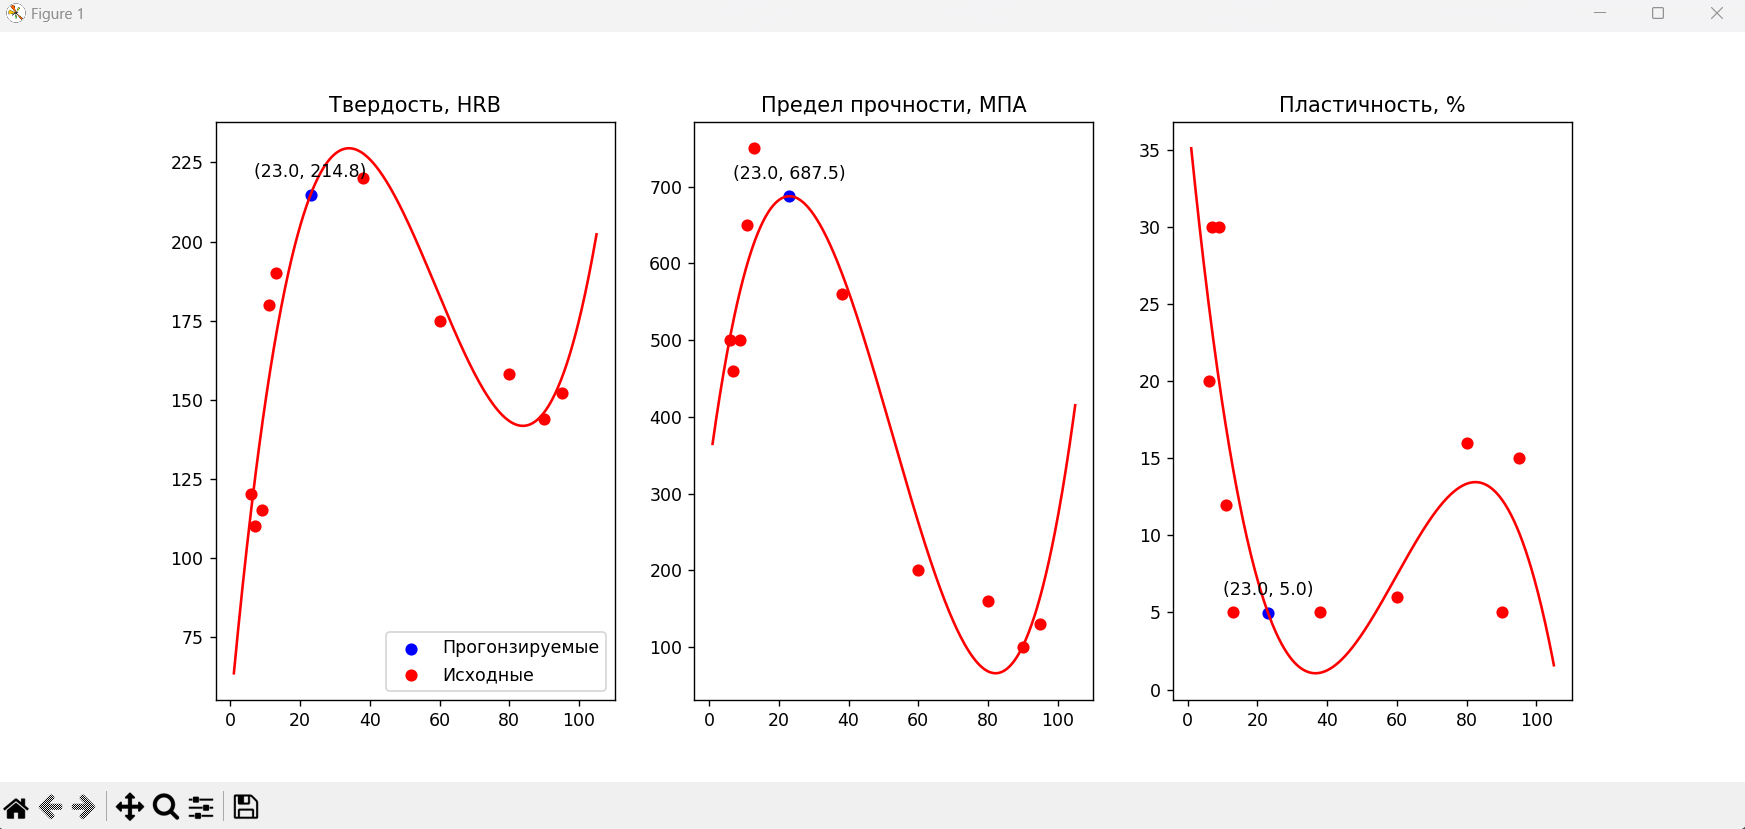 Figure 1
Твердость, HRB
Предел прочности, МПА
Пластичность, %
225
200
175
150
125
100
75
(23.0, 214.8)
Прогонзируемые
Исходные
0 20 40 60 80 100
700
600
500
400
300
200
100
(23.0, 687.5)
0 20 40 60 80 100
35
30
25
20
15
10
5
0
(23.0, 5.0)
0 20 40 60 80 100